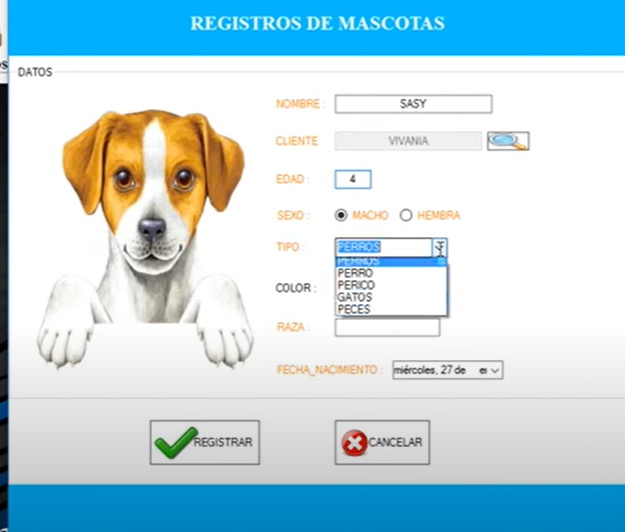 REGISTROS DE MASCOTAS
DATOS
NOMBRE : SASY
CLIENTE VIVANIA
EDAD : 4
SEXO : MACHO HEMBRA
TIPO : PERROS
PERROS
PERRO
PERICO
COLOR :
GATOS
PECES
RAZA :
FECHA_NACIMIENTO : miércoles, 27 de
REGISTRAR CANCELAR